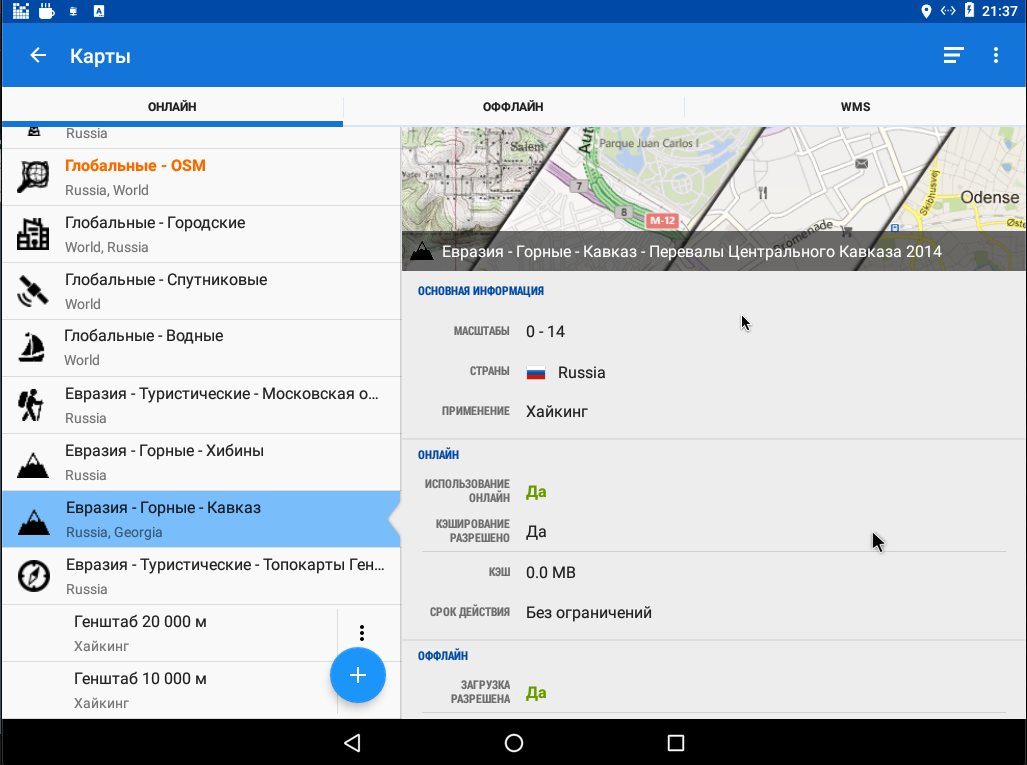 21:37
Карты
ОНЛАЙН
ОФФЛАЙН
WMS
Russia
Глобальные - OSM
Russia, World
Глобальные - Городские
World, Russia
Глобальные - Спутниковые
World
Глобальные - Водные
World
Евразия - Туристические - Московская о...
Russia
Евразия - Горные - Хибины
Russia
Евразия - Горные - Кавказ
Russia, Georgia
Евразия - Туристические - Топокарты Ген...
Russia
Генштаб 20 000 м
Хайкинг
Генштаб 10 000 м
Хайкинг
Salem
Aut
Parque Juan Carlos I
7
8
M-12
Promenade
Skibhusvej
Odense
Øste
Евразия - Горные - Кавказ - Перевалы Центрального Кавказа 2014
ОСНОВНАЯ ИНФОРМАЦИЯ
МАСШТАБЫ
0 - 14
СТРАНЫ
Russia
ПРИМЕНЕНИЕ
Хайкинг
ОНЛАЙН
ИСПОЛЬЗОВАНИЕ
ОНЛАЙН
Да
КЭШИРОВАНИЕ
РАЗРЕШЕНО
Да
КЭШ
0.0 MB
СРОК ДЕЙСТВИЯ
Без ограничений
ОФФЛАЙН
ЗАГРУЗКА
РАЗРЕШЕНА
Да